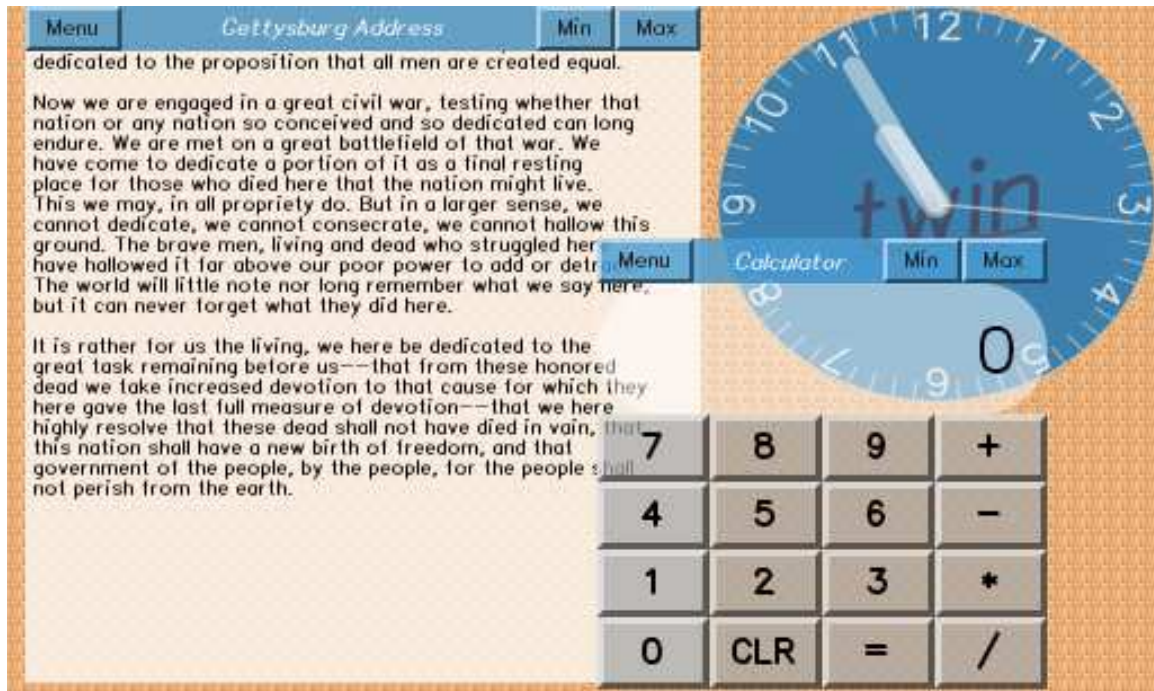 Menu Gettysburg Address Min Max
dedicated to the proposition that all men are created equal.
Now we are engaged in a great civil war, testing whether that
nation or any nation so conceived and so dedicated can long
endure. We are met on a great battlefield of that war. We
have come to dedicate a portion of it as a final resting
place for those who died here that the nation might live.
This we may, in all propriety do. But in a larger sense, we
cannot dedicate, we cannot consecrate, we cannot hallow this
ground. The brave men, living and dead who struggled her
have hallowed it far above our poor power to add or detra
The world will little note nor long remember what we say here,
but it can never forget what they did here.
It is rather for us the living, we here be dedicated to the
great task remaining before us--that from these honored
dead we take increased devotion to that cause for which they
here gave the last full measure of devotion--that we here
highly resolve that these dead shall not have died in vain, that
this nation shall have a new birth of freedom, and that
government of the people, by the people, for the people shall
not perish from the earth.
12
1
2
3
4
5
6
7
8
9
10
11
twin
Menu Calculator Min Max
0
7 8 9 +
4 5 6 -
1 2 3 *
0 CLR = /